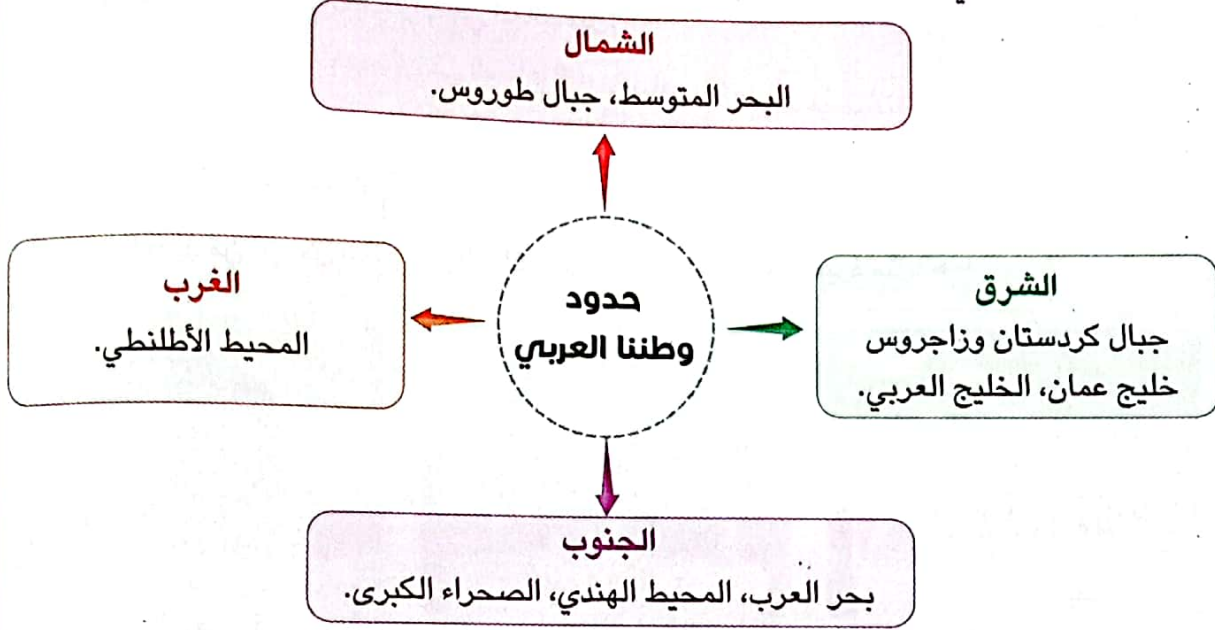 الشمال
البحر المتوسط، جبال طوروس.
الشرق
جبال كردستان وزاجروس
خليج عمان، الخليج العربي.
حدود
وطننا العربي
الغرب
المحيط الأطلنطي.
الجنوب
بحر العرب، المحيط الهندي، الصحراء الكبرى.